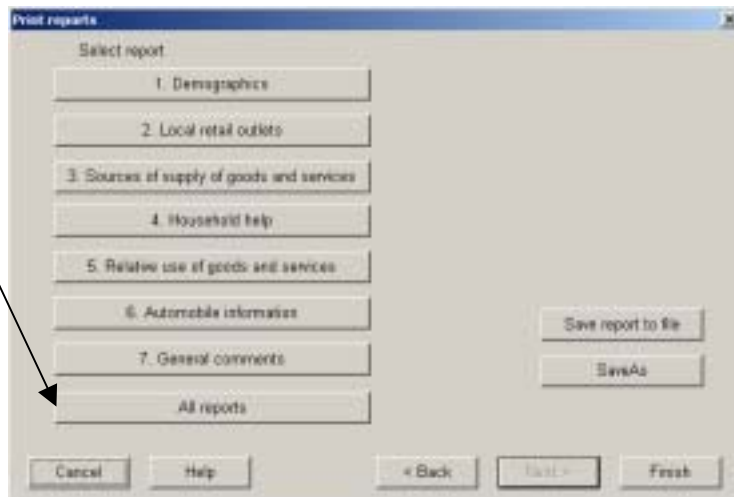 Print reports
Select report
1. Demographics
2. Local retail outlets
3. Sources of supply of goods and services
4. Household help
5. Relative use of goods and services
6. Automobile information
7. General comments
All reports
Save report to file
SaveAs
Cancel
Help
< Back
Next >
Finish